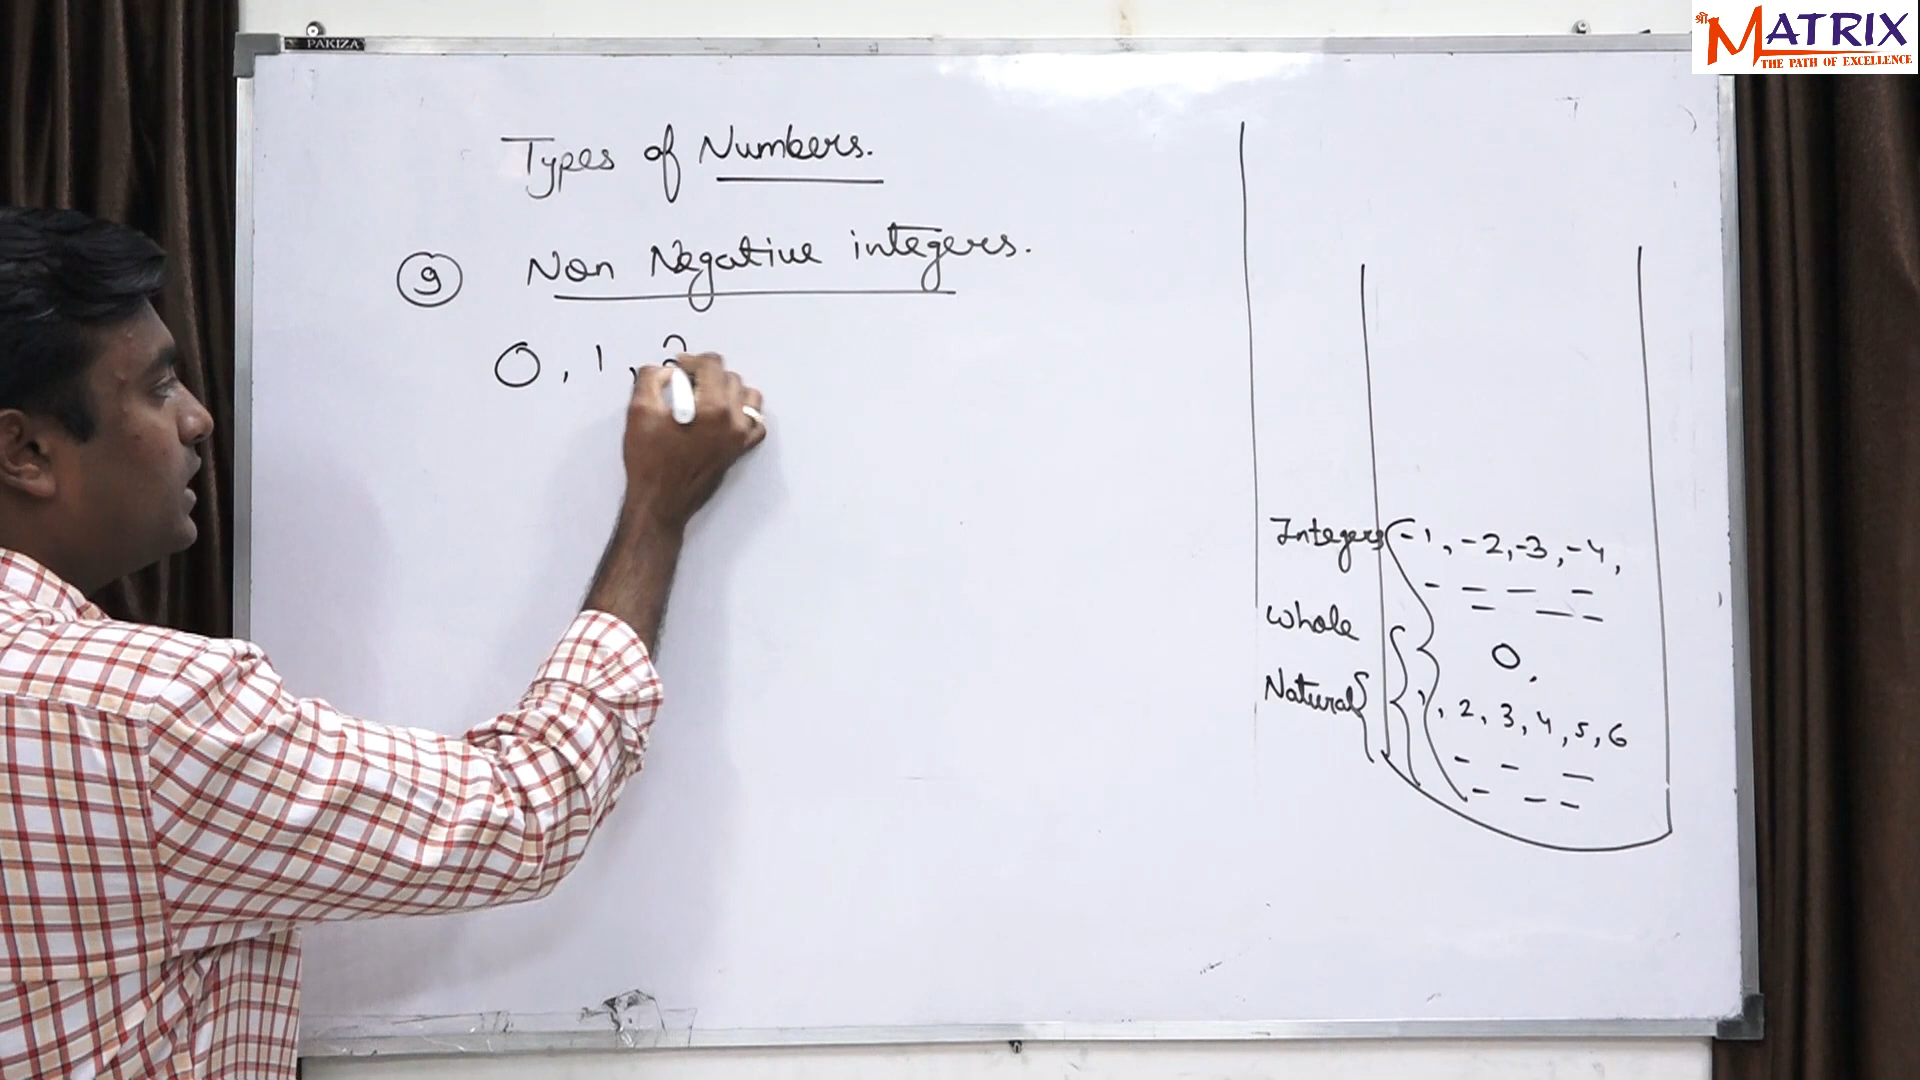 PAKIZA
श्री MATRIX
THE PATH OF EXCELLENCE
Types of Numbers.
9 Non Negative integers.
0, 1, 2
Integers -1, -2, -3, -4,
- - - -
- - -
Whole 0,
Natural 1, 2, 3, 4, 5, 6
- - -
- - -